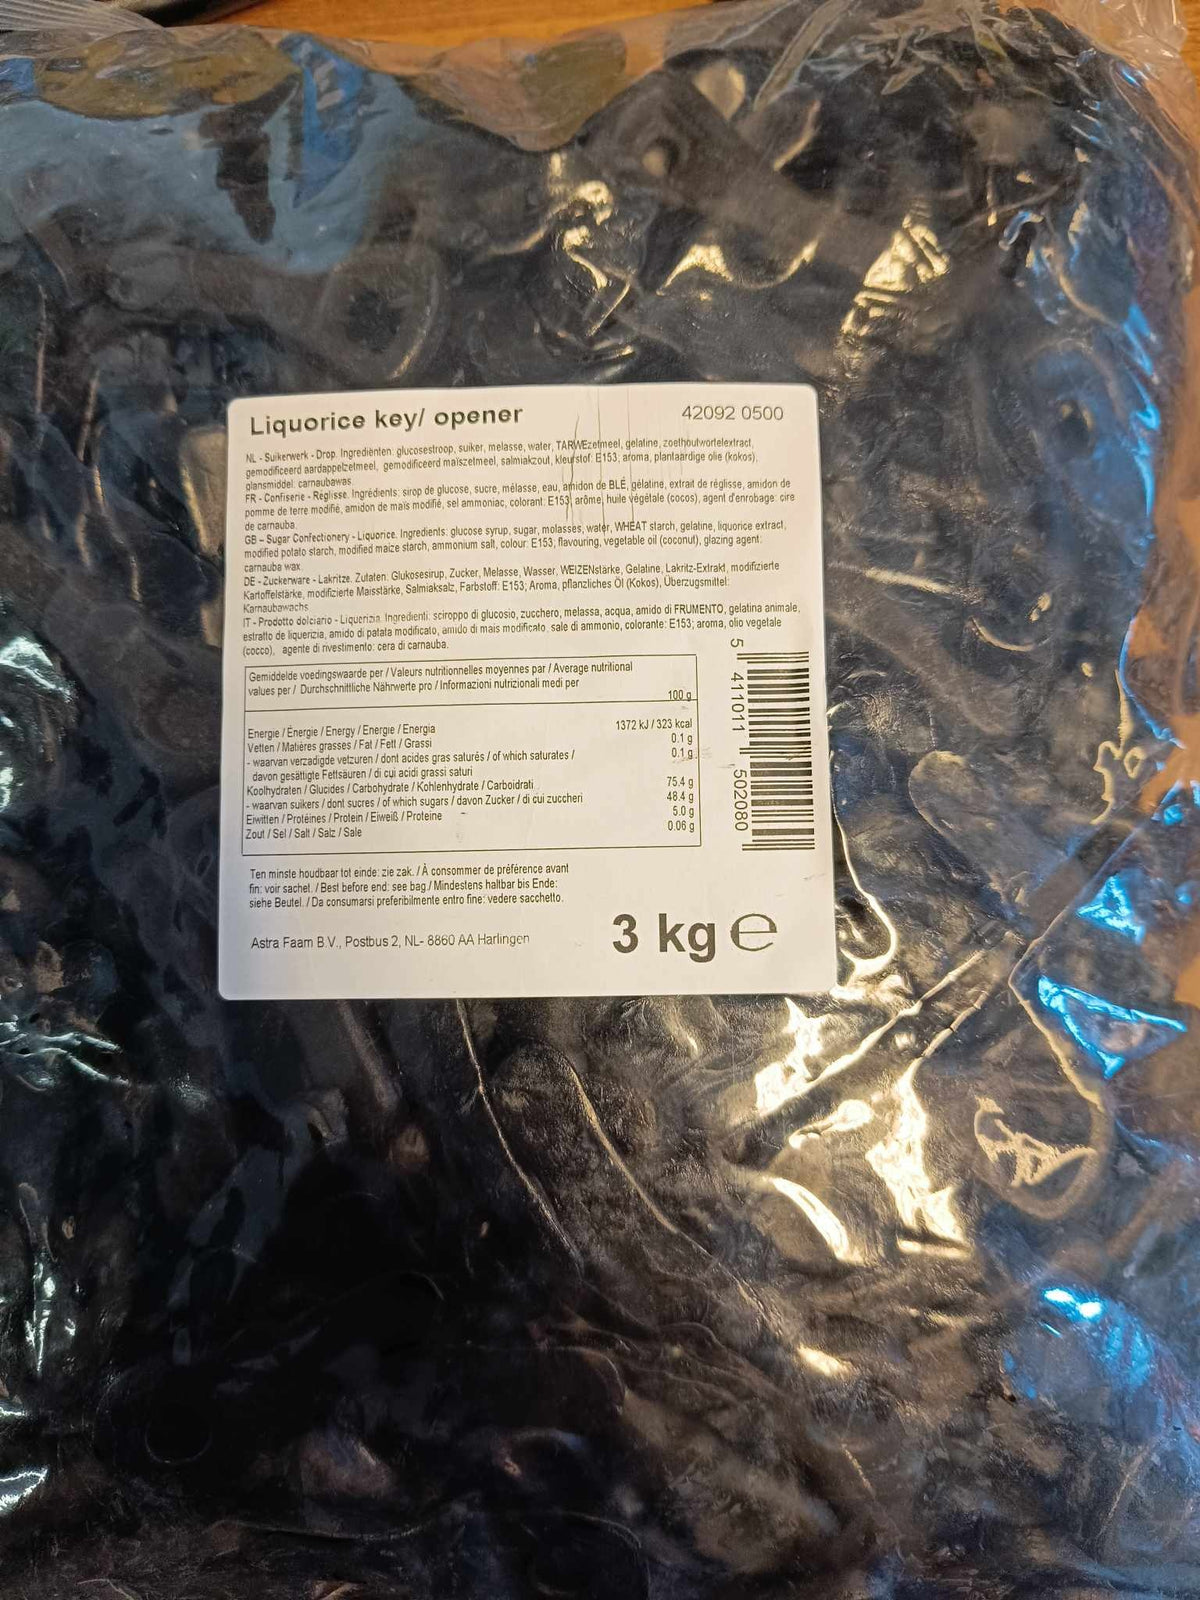 Liquorice key/ opener
42092 0500
NL - Suikerwerk - Drop. Ingrediënten: glucosestroop, suiker, melasse, water, TARWEzetmeel, gelatine, zoethoutwortelextract,
gemodificeerd aardappelzetmeel, gemodificeerd maïszetmeel, salmiakzout, kleurstof: E153; aroma, plantaardige olie (kokos),
glansmiddel: carnaubawas.
FR - Confiserie - Réglisse. Ingrédients: sirop de glucose, sucre, mélasse, eau, amidon de BLÉ, gélatine, extrait de réglisse, amidon de
pomme de terre modifié, amidon de maïs modifié, sel ammoniac, colorant: E153; arôme, huile végétale (cocos), agent d'enrobage: cire
de carnauba.
GB – Sugar Confectionery - Liquorice. Ingredients: glucose syrup, sugar, molasses, water, WHEAT starch, gelatine, liquorice extract,
modified potato starch, modified maize starch, ammonium salt, colour: E153; flavouring, vegetable oil (coconut), glazing agent:
carnauba wax.
DE - Zuckerware - Lakritze. Zutaten: Glukosesirup, Zucker, Melasse, Wasser, WEIZENstärke, Gelatine, Lakritz-Extrakt, modifizierte
Kartoffelstärke, modifizierte Maisstärke, Salmiaksalz, Farbstoff: E153; Aroma, pflanzliches Öl (Kokos), Überzugsmittel:
Karnaubawachs
IT - Prodotto dolciario - Liquerizia. Ingredienti: sciroppo di glucosio, zucchero, melassa, acqua, amido di FRUMENTO, gelatina animale,
estratto de liquerizia, amido di patata modificato, amido di mais modificato, sale di ammonio, colorante: E153; aroma, olio vegetale
(cocco), agente di rivestimento: cera di carnauba.
Gemiddelde voedingswaarde per / Valeurs nutritionnelles moyennes par / Average nutritional
values per / Durchschnittliche Nährwerte pro / Informazioni nutrizionali medi per
100 g
Energie / Énergie / Energy / Energie / Energia 1372 kJ / 323 kcal
Vetten / Matières grasses / Fat / Fett / Grassi 0.1 g
- waarvan verzadigde vetzuren / dont acides gras saturés / of which saturates / 0.1 g
davon gesättigte Fettsäuren / di cui acidi grassi saturi
Koolhydraten / Glucides / Carbohydrate / Kohlenhydrate / Carboidrati 75.4 g
- waarvan suikers / dont sucres / of which sugars / davon Zucker / di cui zuccheri 48.4 g
Eiwitten / Protéines / Protein / Eiweiß / Proteine 5.0 g
Zout / Sel / Salt / Salz / Sale 0.06 g
5 411011 502080
Ten minste houdbaar tot einde: zie zak. / À consommer de préférence avant
fin: voir sachet. / Best before end: see bag / Mindestens haltbar bis Ende:
siehe Beutel. / Da consumarsi preferibilmente entro fine: vedere sacchetto.
Astra Faam B.V., Postbus 2, NL- 8860 AA Harlingen
3 kg ℮